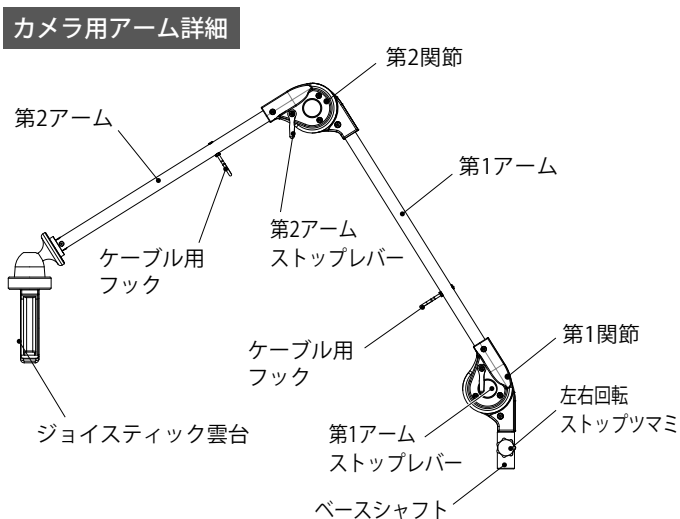 カメラ用アーム詳細
第2関節
第2アーム
第1アーム
第2アーム
ストップレバー
ケーブル用
フック
ケーブル用
フック
第1関節
左右回転
ストップツマミ
ジョイスティック雲台
第1アーム
ストップレバー
ベースシャフト